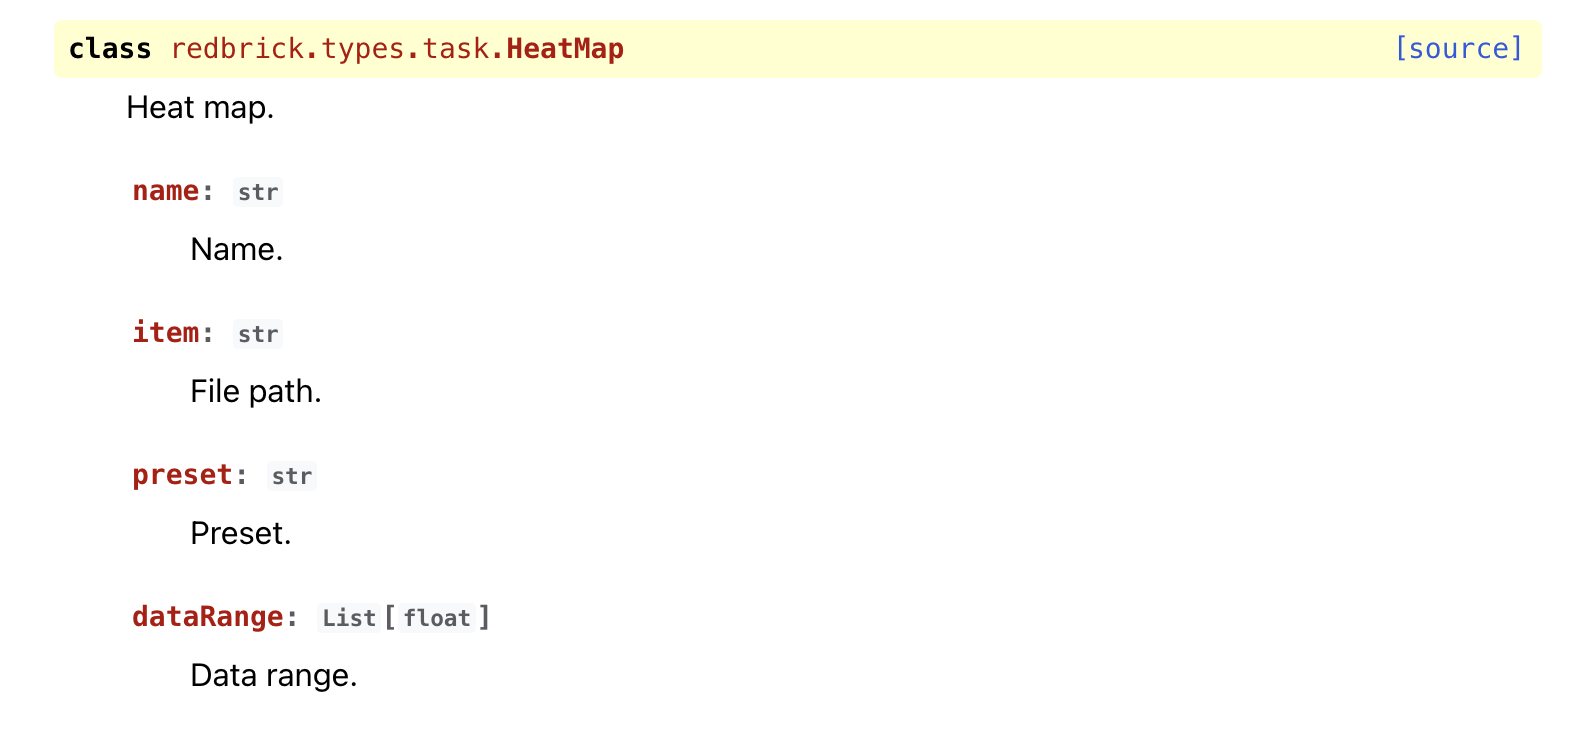 class redbrick.types.task.HeatMap [source]
Heat map.
name: str
Name.
item: str
File path.
preset: str
Preset.
dataRange: List[float]
Data range.